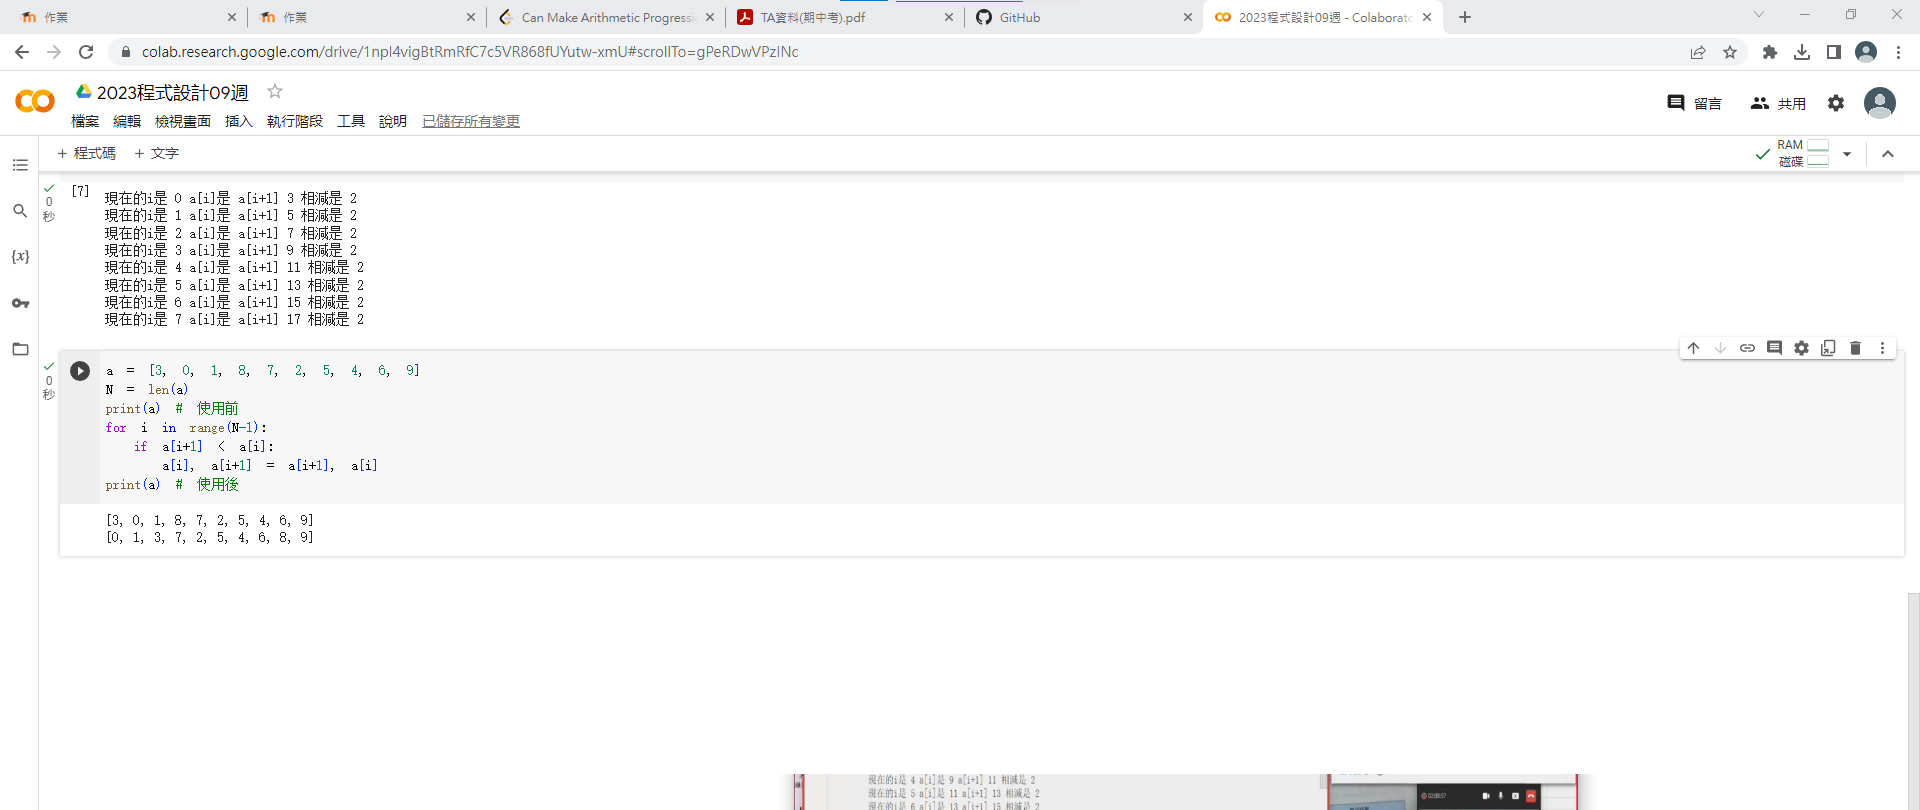 作業
作業
Can Make Arithmetic Progressi
TA資料(期中考).pdf
GitHub
2023程式設計09週 - Colaborato
colab.research.google.com/drive/1npl4vigBtRmRfC7c5VR868fUYutw-xmU#scrollTo=gPeRDwVPzINc
2023程式設計09週
檔案 編輯 檢視畫面 插入 執行階段 工具 說明 已儲存所有變更
留言 共用
+ 程式碼 + 文字
RAM
磁碟
{x}
0
秒
[7]
現在的i是 0 a[i]是 a[i+1] 3 相減是 2
現在的i是 1 a[i]是 a[i+1] 5 相減是 2
現在的i是 2 a[i]是 a[i+1] 7 相減是 2
現在的i是 3 a[i]是 a[i+1] 9 相減是 2
現在的i是 4 a[i]是 a[i+1] 11 相減是 2
現在的i是 5 a[i]是 a[i+1] 13 相減是 2
現在的i是 6 a[i]是 a[i+1] 15 相減是 2
現在的i是 7 a[i]是 a[i+1] 17 相減是 2
0
秒
a = [3, 0, 1, 8, 7, 2, 5, 4, 6, 9]
N = len(a)
print(a) # 使用前
for i in range(N-1):
    if a[i+1] < a[i]:
        a[i], a[i+1] = a[i+1], a[i]
print(a) # 使用後
[3, 0, 1, 8, 7, 2, 5, 4, 6, 9]
[0, 1, 3, 7, 2, 5, 4, 6, 8, 9]
現在的i是 4 a[i]是 9 a[i+1] 11 相減是 2
現在的i是 5 a[i]是 11 a[i+1] 13 相減是 2
現在的i是 6 a[i]是 13 a[i+1] 15 相減是 2
02:08:57